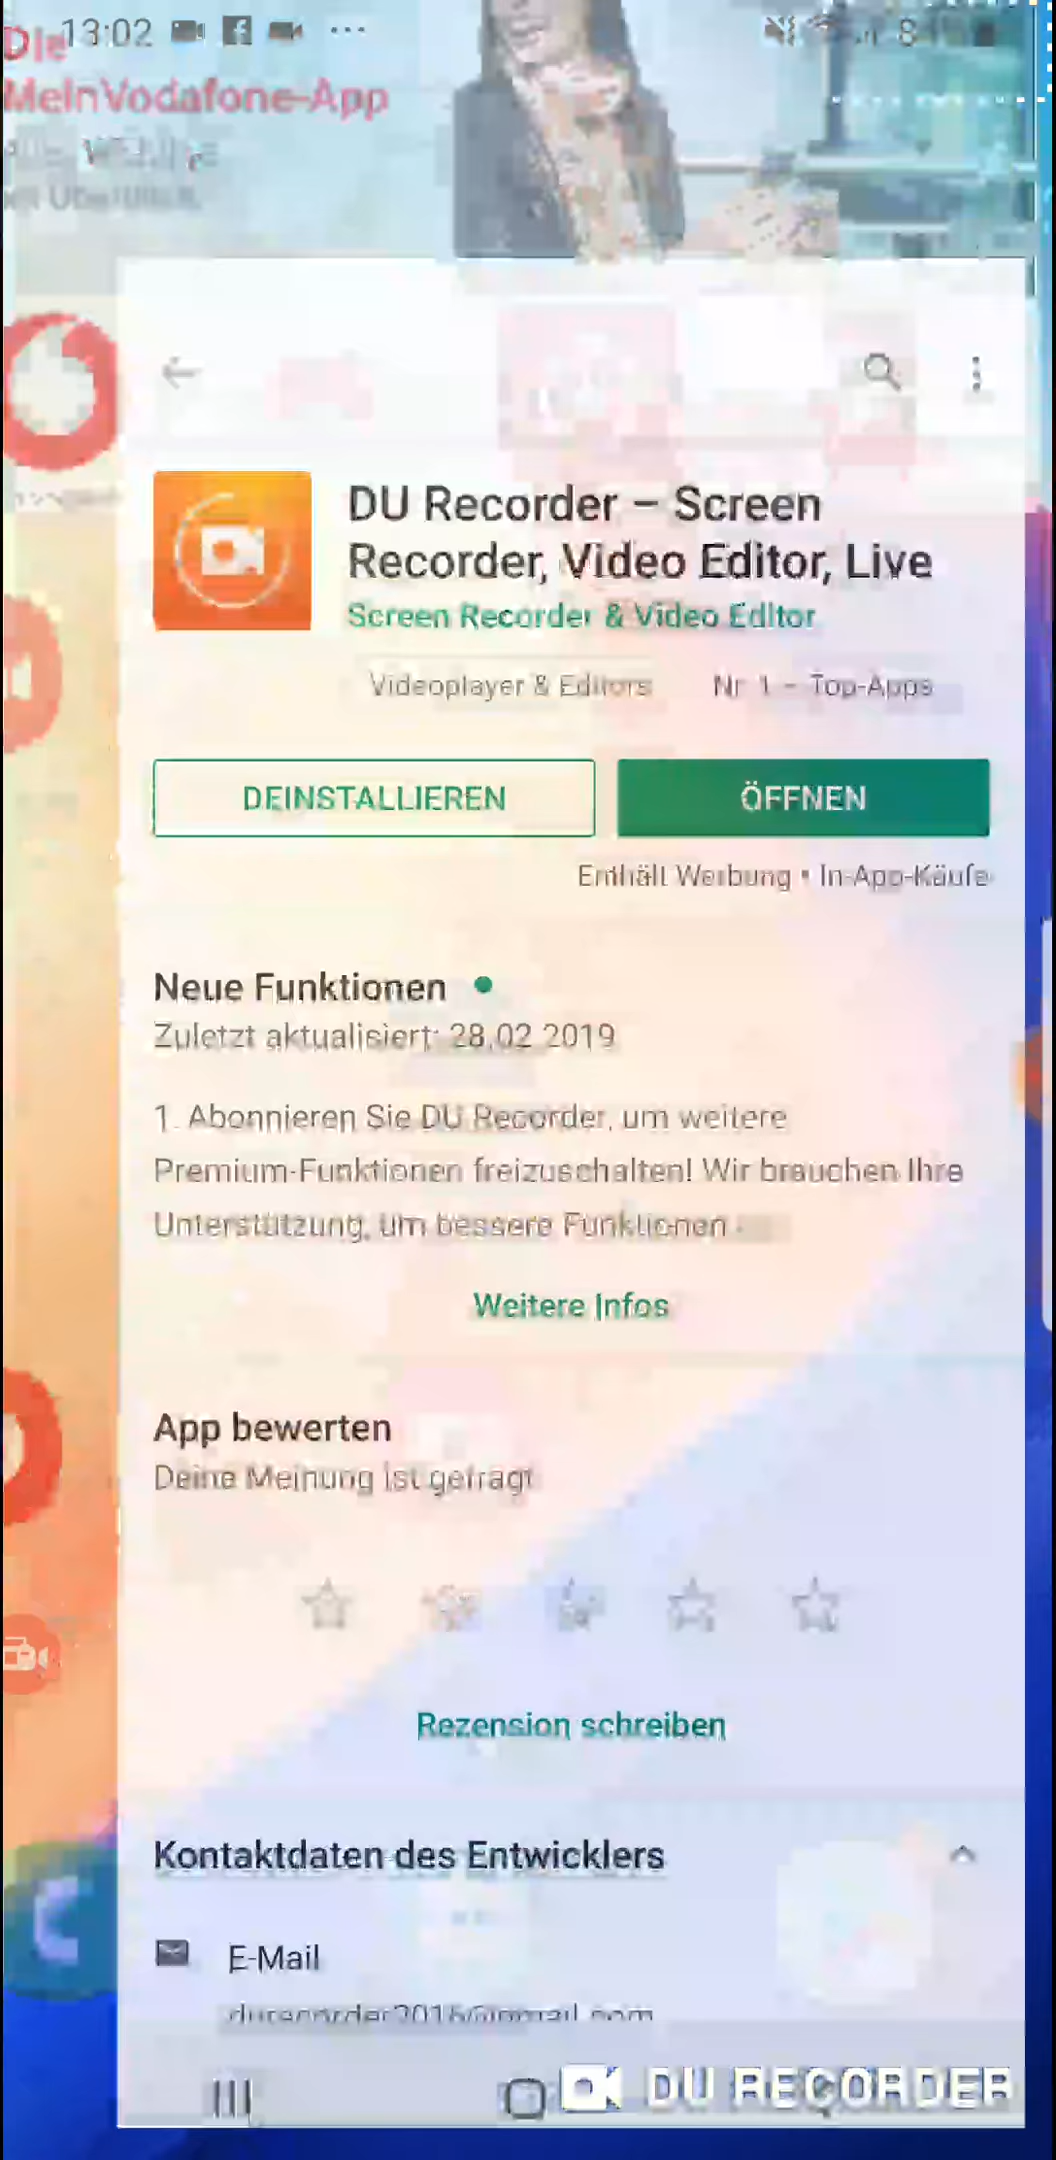 13:02
Die
MeinVodafone-App
DU Recorder – Screen
Recorder, Video Editor, Live
Screen Recorder & Video Editor
Videoplayer & Editors Nr. 1 – Top-Apps
DEINSTALLIEREN ÖFFNEN
Enthält Werbung • In-App-Käufe
Neue Funktionen
Zuletzt aktualisiert: 28.02.2019
1. Abonnieren Sie DU Recorder, um weitere
Premium-Funktionen freizuschalten! Wir brauchen Ihre
Unterstützung, um bessere Funktionen
Weitere Infos
App bewerten
Deine Meinung ist gefragt
Rezension schreiben
Kontaktdaten des Entwicklers
E-Mail
durecorder2016@gmail.com
DU RECORDER